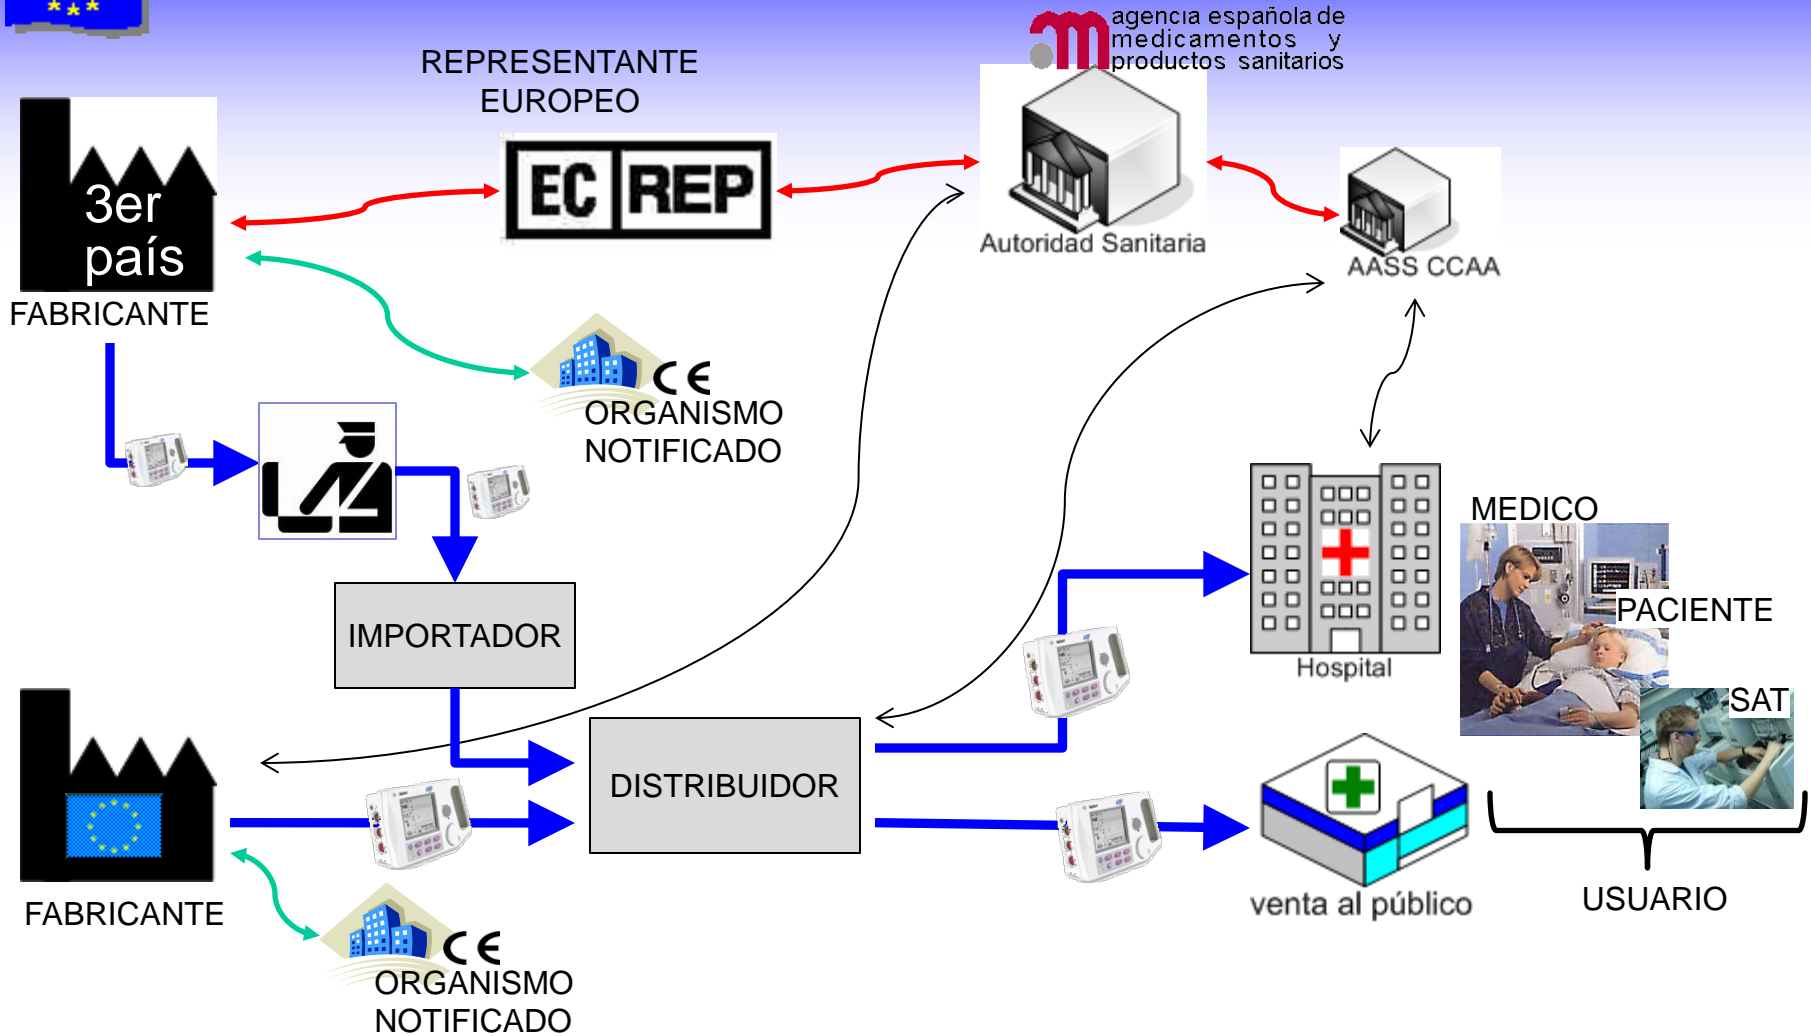 agencia española de
medicamentos y
productos sanitarios
REPRESENTANTE
EUROPEO
EC REP
3er
país
FABRICANTE
Autoridad Sanitaria
AASS CCAA
CE
ORGANISMO
NOTIFICADO
MEDICO
PACIENTE
SAT
Hospital
IMPORTADOR
DISTRIBUIDOR
FABRICANTE
venta al público
USUARIO
CE
ORGANISMO
NOTIFICADO